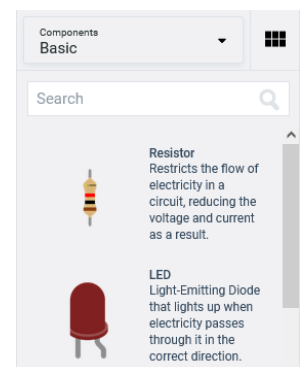 Components
Basic
Search
Resistor
Restricts the flow of
electricity in a
circuit, reducing the
voltage and current
as a result.
LED
Light-Emitting Diode
that lights up when
electricity passes
through it in the
correct direction.